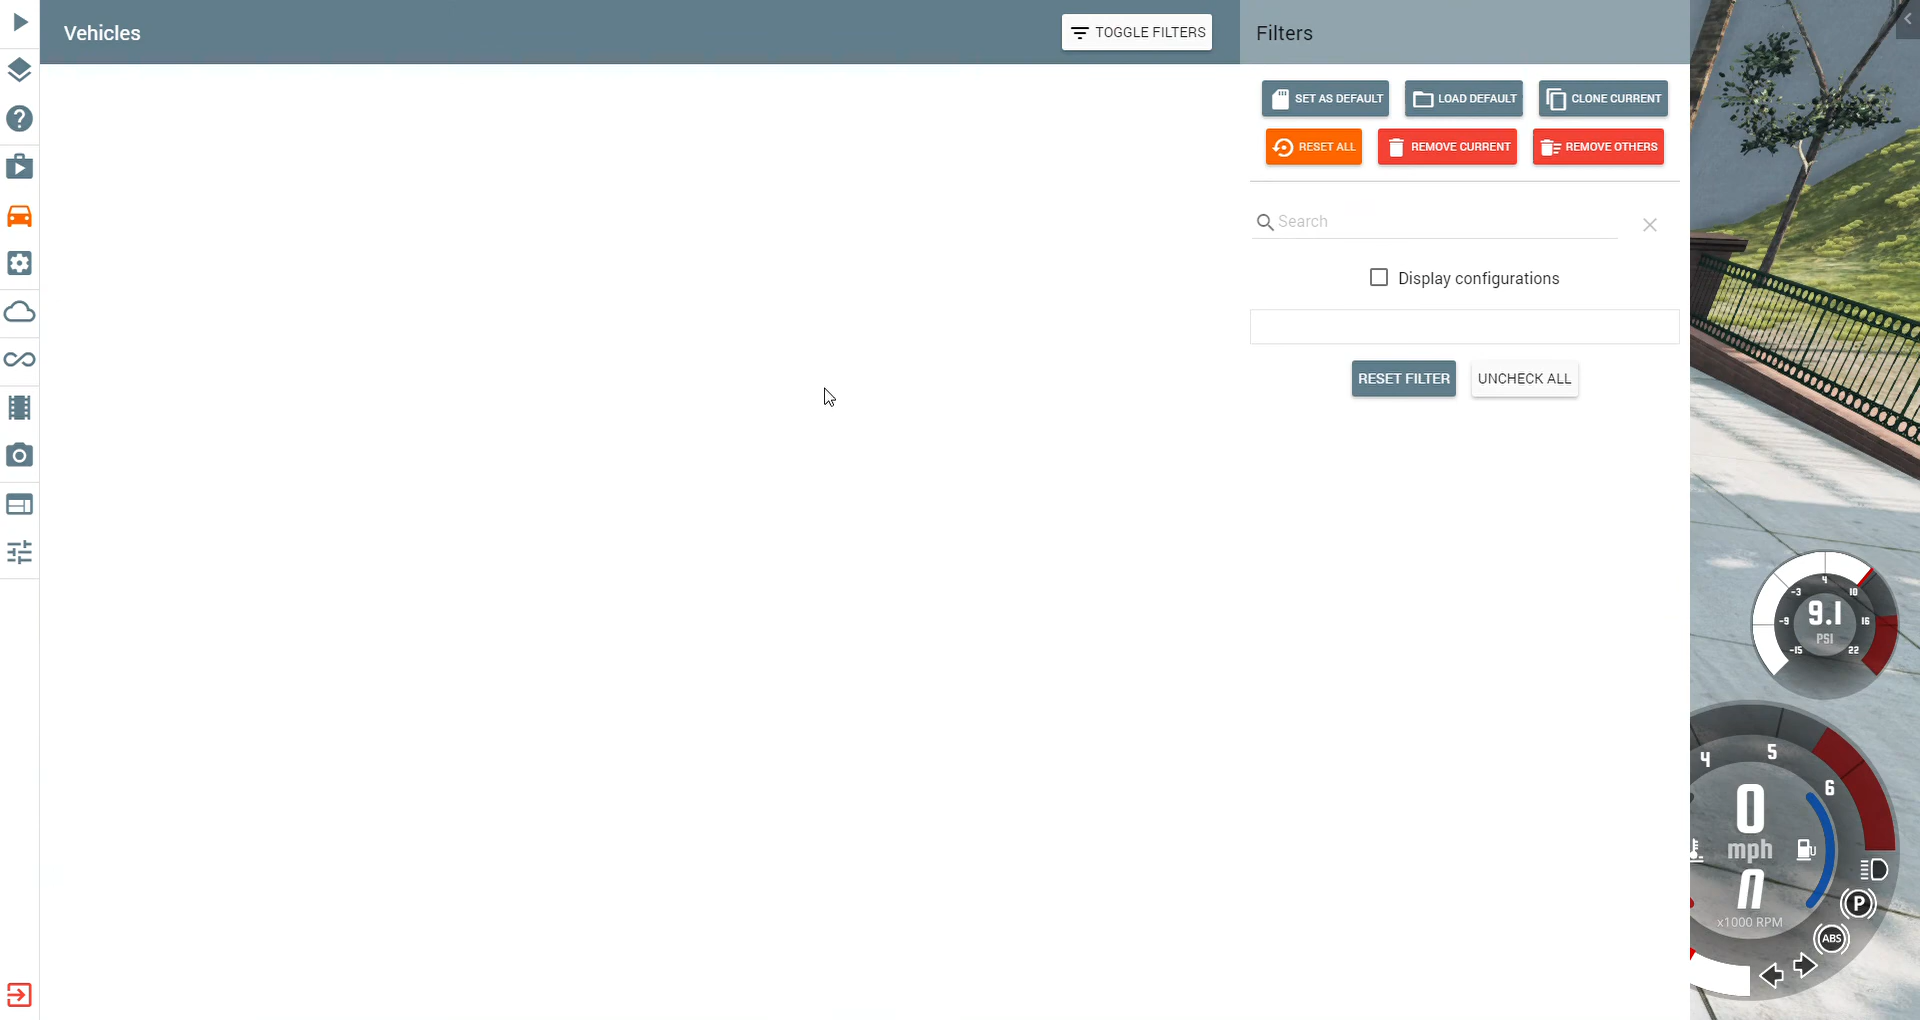 Vehicles
TOGGLE FILTERS
Filters
SET AS DEFAULT
LOAD DEFAULT
CLONE CURRENT
RESET ALL
REMOVE CURRENT
REMOVE OTHERS
Search
Display configurations
RESET FILTER
UNCHECK ALL
4
-3 10
9.1
-9 16
PSI
-15 22
4 5 6
0
mph
n
x1000 RPM
P
ABS